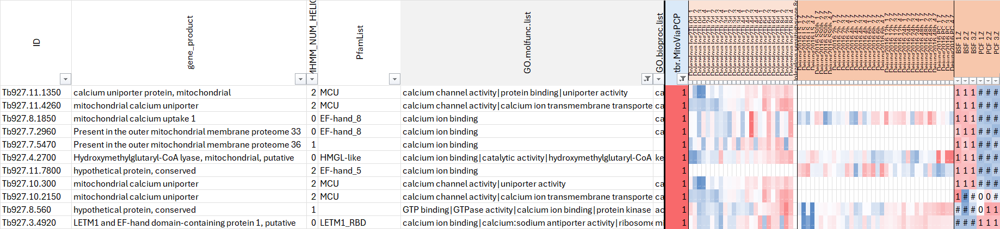 ID gene_product MHMM_NUM_HELIC PfamList GO.molfunc.list GO.bioproc.list tbr.MitoViaPCP BSF 1.Z BSF 2.Z BSF 3.Z PCF 1.Z PCF 2.Z PCF 3.Z
Tb927.11.1350 calcium uniporter protein, mitochondrial 2 MCU calcium channel activity|protein binding|uniporter activity ca 1 1 1 1 # # #
Tb927.11.4260 mitochondrial calcium uniporter 2 MCU calcium channel activity|calcium ion transmembrane transporte ca 1 1 1 1 # # #
Tb927.8.1850 mitochondrial calcium uptake 1 0 EF-hand_8 calcium ion binding ca 1 1 1 1 # # #
Tb927.7.2960 Present in the outer mitochondrial membrane proteome 33 0 EF-hand_8 calcium ion binding ca 1 1 1 1 # # #
Tb927.7.5470 Present in the outer mitochondrial membrane proteome 36 1 calcium ion binding 1 1 1 1 # # #
Tb927.4.2700 Hydroxymethylglutaryl-CoA lyase, mitochondrial, putative 0 HMGL-like calcium ion binding|catalytic activity|hydroxymethylglutaryl-CoA ke 1 1 1 1 # # #
Tb927.11.7800 hypothetical protein, conserved 2 EF-hand_5 calcium ion binding 1 1 1 1 # # #
Tb927.10.300 mitochondrial calcium uniporter 2 MCU calcium channel activity|uniporter activity ca 1 1 1 1 # # #
Tb927.10.2150 mitochondrial calcium uniporter 2 MCU calcium channel activity|calcium ion transmembrane transporte ca 1 1 # # 0 0 #
Tb927.8.560 hypothetical protein, conserved 1 GTP binding|GTPase activity|calcium ion binding|protein kinase ac 1 # # # 0 1 1
Tb927.3.4920 LETM1 and EF-hand domain-containing protein 1, putative 0 LETM1_RBD calcium ion binding|calcium:sodium antiporter activity|ribosome mi 1 # # # 1 1 1